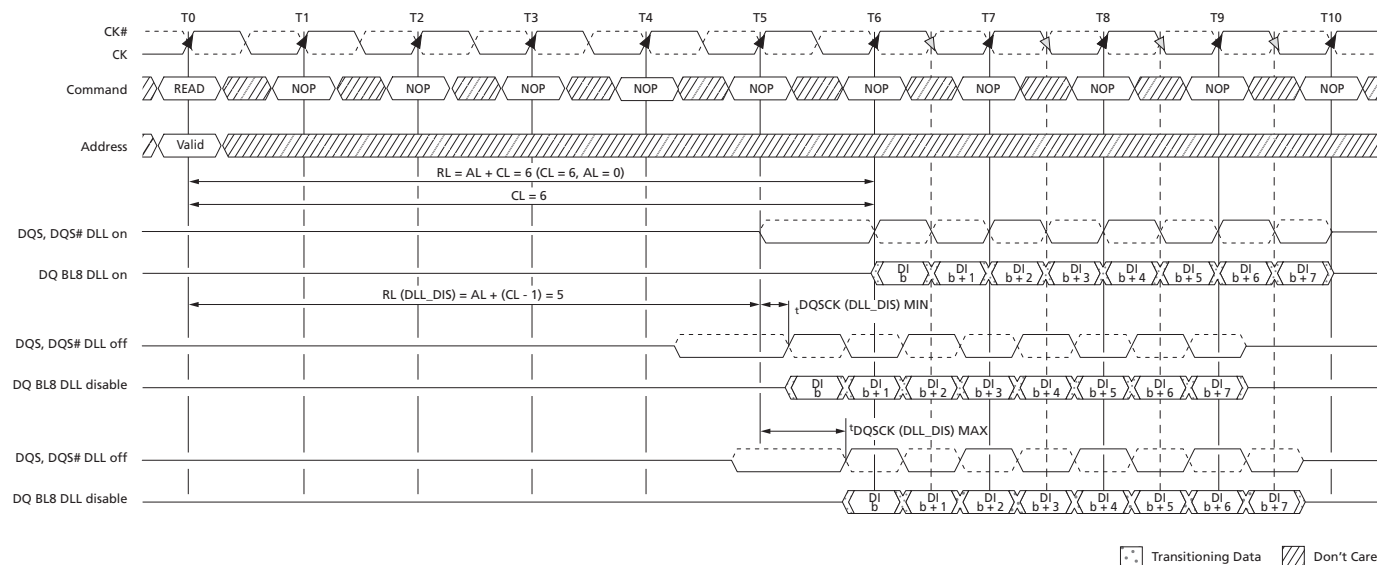 T0 T1 T2 T3 T4 T5 T6 T7 T8 T9 T10
CK#
CK
Command READ NOP NOP NOP NOP NOP NOP NOP NOP NOP NOP
Address Valid
RL = AL + CL = 6 (CL = 6, AL = 0)
CL = 6
DQS, DQS# DLL on
DQ BL8 DLL on DI b DI b + 1 DI b + 2 DI b + 3 DI b + 4 DI b + 5 DI b + 6 DI b + 7
RL (DLL_DIS) = AL + (CL - 1) = 5
tDQSCK (DLL_DIS) MIN
DQS, DQS# DLL off
DQ BL8 DLL disable DI b DI b + 1 DI b + 2 DI b + 3 DI b + 4 DI b + 5 DI b + 6 DI b + 7
tDQSCK (DLL_DIS) MAX
DQS, DQS# DLL off
DQ BL8 DLL disable DI b DI b + 1 DI b + 2 DI b + 3 DI b + 4 DI b + 5 DI b + 6 DI b + 7
Transitioning Data Don't Care